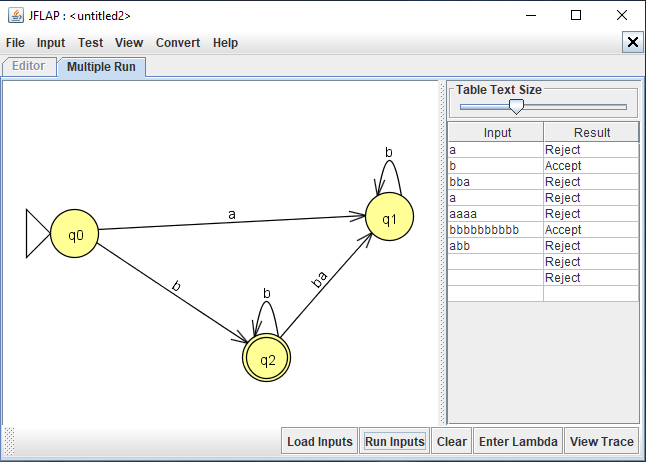 JFLAP : <untitled2>
File Input Test View Convert Help
Editor Multiple Run
Table Text Size
Input Result
a Reject
b Accept
bba Reject
a Reject
aaaa Reject
bbbbbbbbbb Accept
abb Reject
Reject
Reject
b
a
q1
q0
b
b
ba
q2
Load Inputs Run Inputs Clear Enter Lambda View Trace